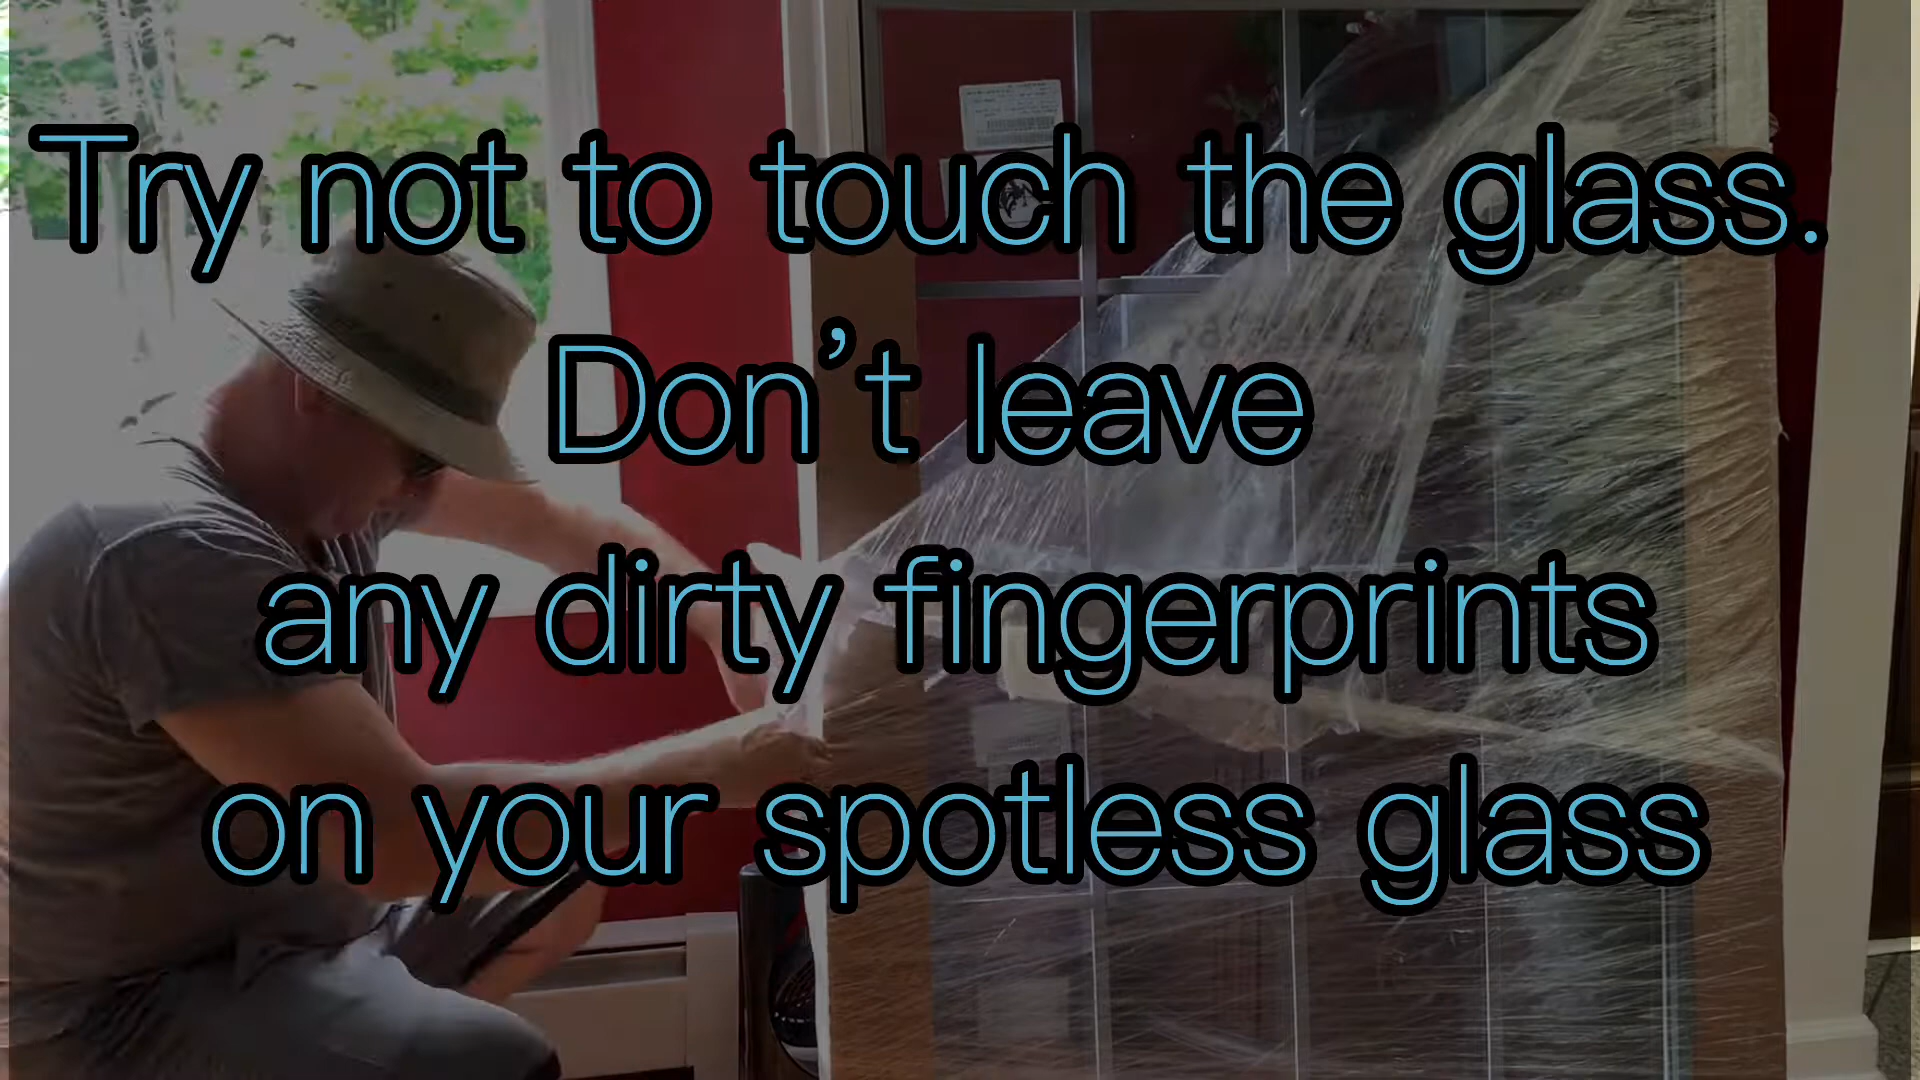 Try not to touch the glass.
Don’t leave
any dirty fingerprints
on your spotless glass